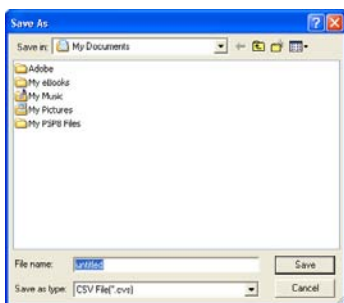 Save As
Save in: My Documents
Adobe
My eBooks
My Music
My Pictures
My PSP8 Files
File name: untitled Save
Save as type: CSV File(*.cvs) Cancel